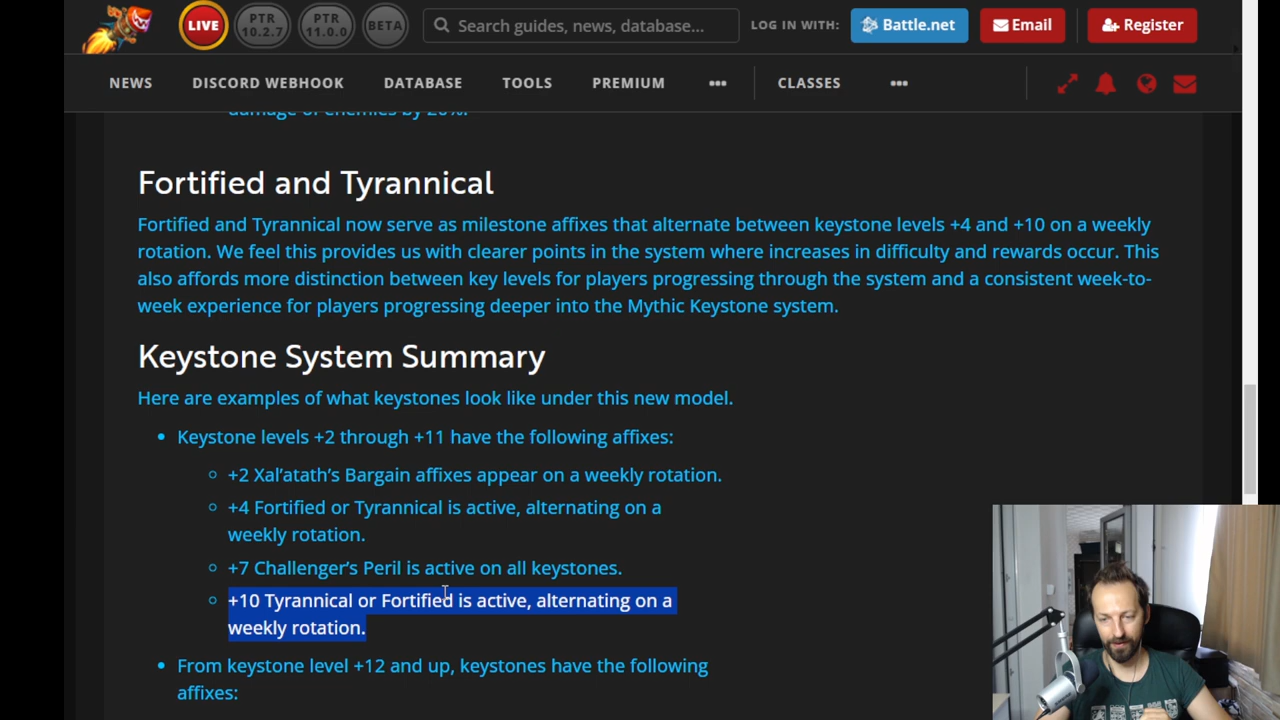 LIVE
PTR
10.2.7
PTR
11.0.0
BETA
Search guides, news, database...
LOG IN WITH:
Battle.net
Email
Register
NEWS
DISCORD WEBHOOK
DATABASE
TOOLS
PREMIUM
•••
CLASSES
•••
damage of enemies by 20%.
Fortified and Tyrannical
Fortified and Tyrannical now serve as milestone affixes that alternate between keystone levels +4 and +10 on a weekly
rotation. We feel this provides us with clearer points in the system where increases in difficulty and rewards occur. This
also affords more distinction between key levels for players progressing through the system and a consistent week-to-
week experience for players progressing deeper into the Mythic Keystone system.
Keystone System Summary
Here are examples of what keystones look like under this new model.
Keystone levels +2 through +11 have the following affixes:
+2 Xal'atath's Bargain affixes appear on a weekly rotation.
+4 Fortified or Tyrannical is active, alternating on a
weekly rotation.
+7 Challenger's Peril is active on all keystones.
+10 Tyrannical or Fortified is active, alternating on a
weekly rotation.
From keystone level +12 and up, keystones have the following
affixes: